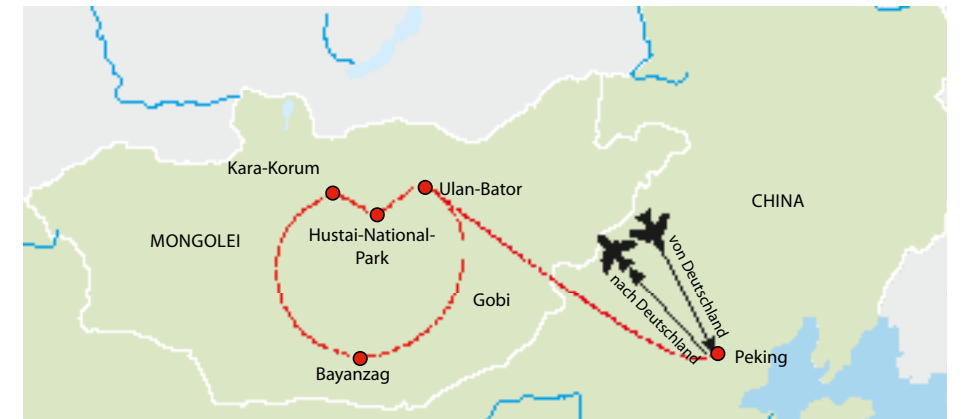 Kara-Korum
Ulan-Bator
CHINA
MONGOLEI
Hustai-National-
Park
von Deutschland
nach Deutschland
Gobi
Peking
Bayanzag